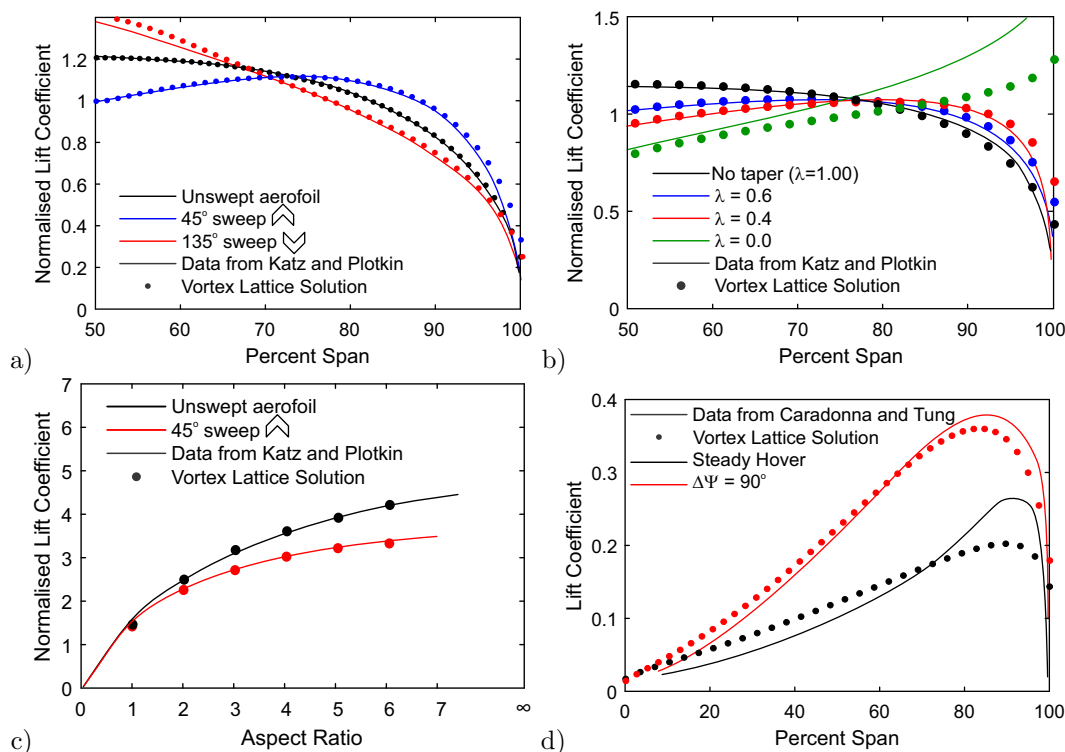 Normalised Lift Coefficient
1.2
1
0.8
0.6
0.4
0.2
0
Unswept aerofoil
45° sweep
135° sweep
Data from Katz and Plotkin
Vortex Lattice Solution
50 60 70 80 90 100
Percent Span
a)
Normalised Lift Coefficient
1.5
1
0.5
0
No taper (λ=1.00)
λ = 0.6
λ = 0.4
λ = 0.0
Data from Katz and Plotkin
Vortex Lattice Solution
50 60 70 80 90 100
Percent Span
b)
Normalised Lift Coefficient
7
6
5
4
3
2
1
0
Unswept aerofoil
45° sweep
Data from Katz and Plotkin
Vortex Lattice Solution
0 1 2 3 4 5 6 7 ∞
Aspect Ratio
c)
Lift Coefficient
0.4
0.3
0.2
0.1
0
Data from Caradonna and Tung
Vortex Lattice Solution
Steady Hover
ΔΨ = 90°
0 20 40 60 80 100
Percent Span
d)